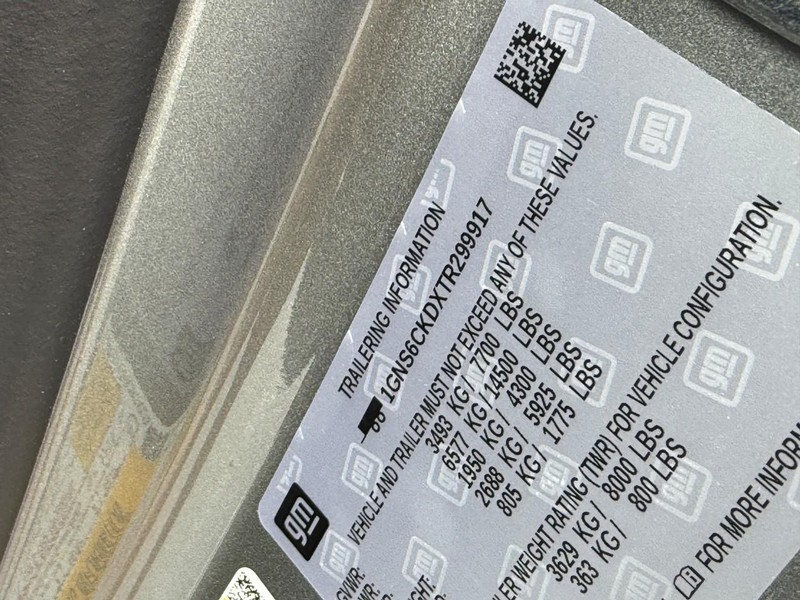 TRAILERING INFORMATION
1GNS6CKDXTR299917
VEHICLE AND TRAILER MUST NOT EXCEED ANY OF THESE VALUES.
GVWR: 3493 KG / 7700 LBS
6577 KG / 14500 LBS
1950 KG / 4300 LBS
2688 KG / 5925 LBS
805 KG / 1775 LBS
WEIGHT RATING (TWR) FOR VEHICLE CONFIGURATION.
3629 KG / 8000 LBS
363 KG / 800 LBS
FOR MORE
gm